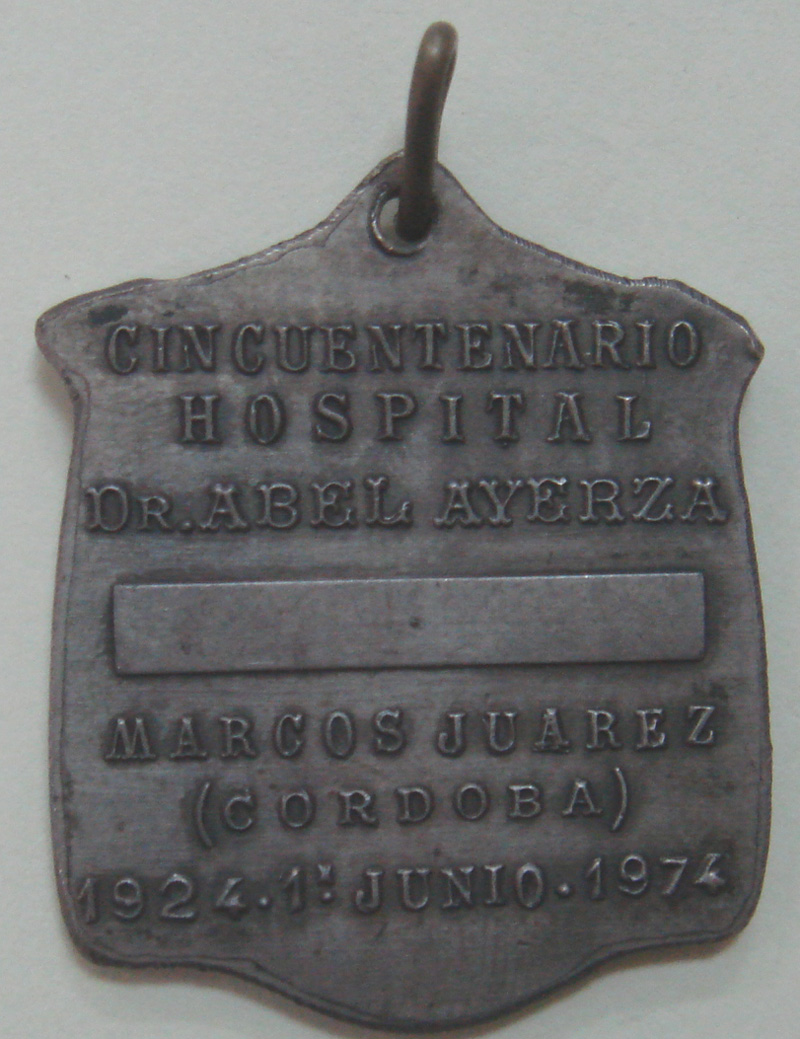 CINCUENTENARIO
HOSPITAL
DR. ABEL AYERZA
MARCOS JUAREZ
(CORDOBA)
1924. 1º JUNIO. 1974